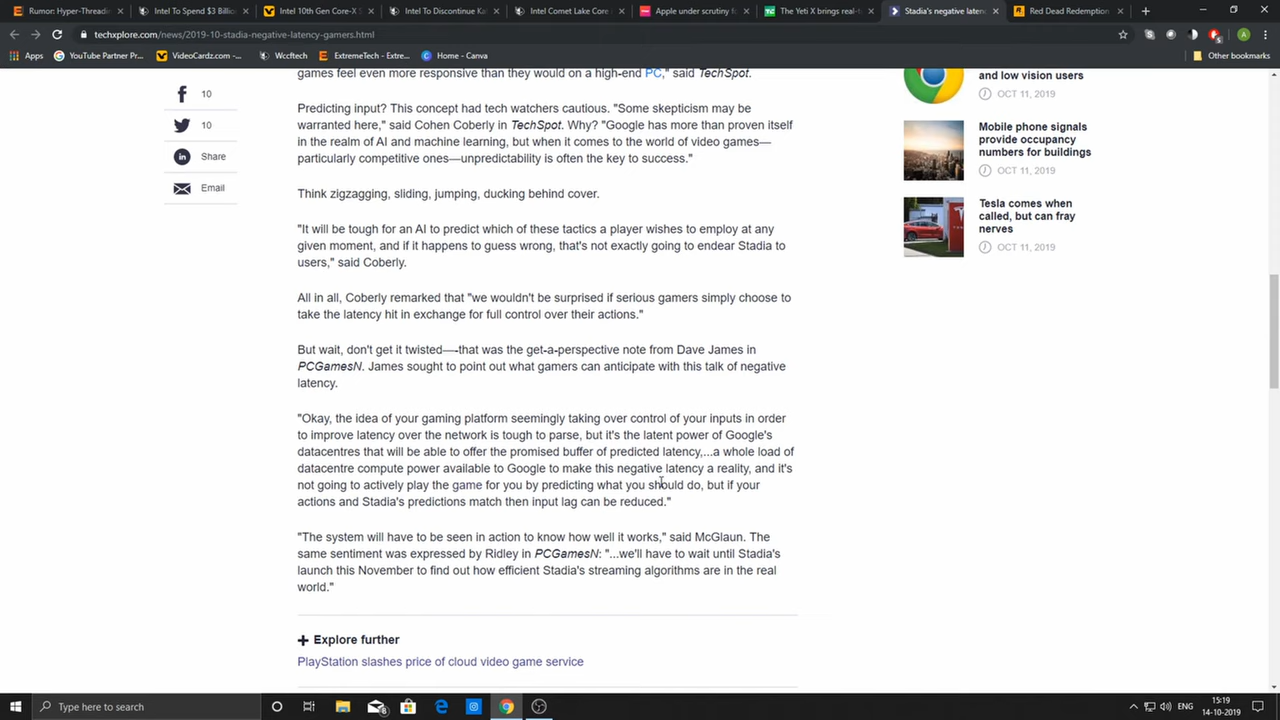 Rumor: Hyper-Threadin
Intel To Spend $3 Billio
Intel 10th Gen Core-X S
Intel To Discontinue Ka
Intel Comet Lake Core
Apple under scrutiny fo
The Yeti X brings real-t
Stadia's negative laten
Red Dead Redemption
techxplore.com/news/2019-10-stadia-negative-latency-gamers.html
Apps
YouTube Partner Pro...
VideoCardz.com -...
Wccftech
ExtremeTech - Extre...
Home - Canva
Other bookmarks
10
10
Share
Email
games feel even more responsive than they would on a high-end PC," said TechSpot.
Predicting input? This concept had tech watchers cautious. "Some skepticism may be
warranted here," said Cohen Coberly in TechSpot. Why? "Google has more than proven itself
in the realm of AI and machine learning, but when it comes to the world of video games—
particularly competitive ones—unpredictability is often the key to success."
Think zigzagging, sliding, jumping, ducking behind cover.
"It will be tough for an AI to predict which of these tactics a player wishes to employ at any
given moment, and if it happens to guess wrong, that's not exactly going to endear Stadia to
users," said Coberly.
All in all, Coberly remarked that "we wouldn't be surprised if serious gamers simply choose to
take the latency hit in exchange for full control over their actions."
But wait, don't get it twisted—-that was the get-a-perspective note from Dave James in
PCGamesN. James sought to point out what gamers can anticipate with this talk of negative
latency.
"Okay, the idea of your gaming platform seemingly taking over control of your inputs in order
to improve latency over the network is tough to parse, but it's the latent power of Google's
datacentres that will be able to offer the promised buffer of predicted latency,...a whole load of
datacentre compute power available to Google to make this negative latency a reality, and it's
not going to actively play the game for you by predicting what you should do, but if your
actions and Stadia's predictions match then input lag can be reduced."
"The system will have to be seen in action to know how well it works," said McGlaun. The
same sentiment was expressed by Ridley in PCGamesN: "...we'll have to wait until Stadia's
launch this November to find out how efficient Stadia's streaming algorithms are in the real
world."
Explore further
PlayStation slashes price of cloud video game service
and low vision users
OCT 11, 2019
Mobile phone signals
provide occupancy
numbers for buildings
OCT 11, 2019
Tesla comes when
called, but can fray
nerves
OCT 11, 2019
Type here to search
ENG
15:19
14-10-2019